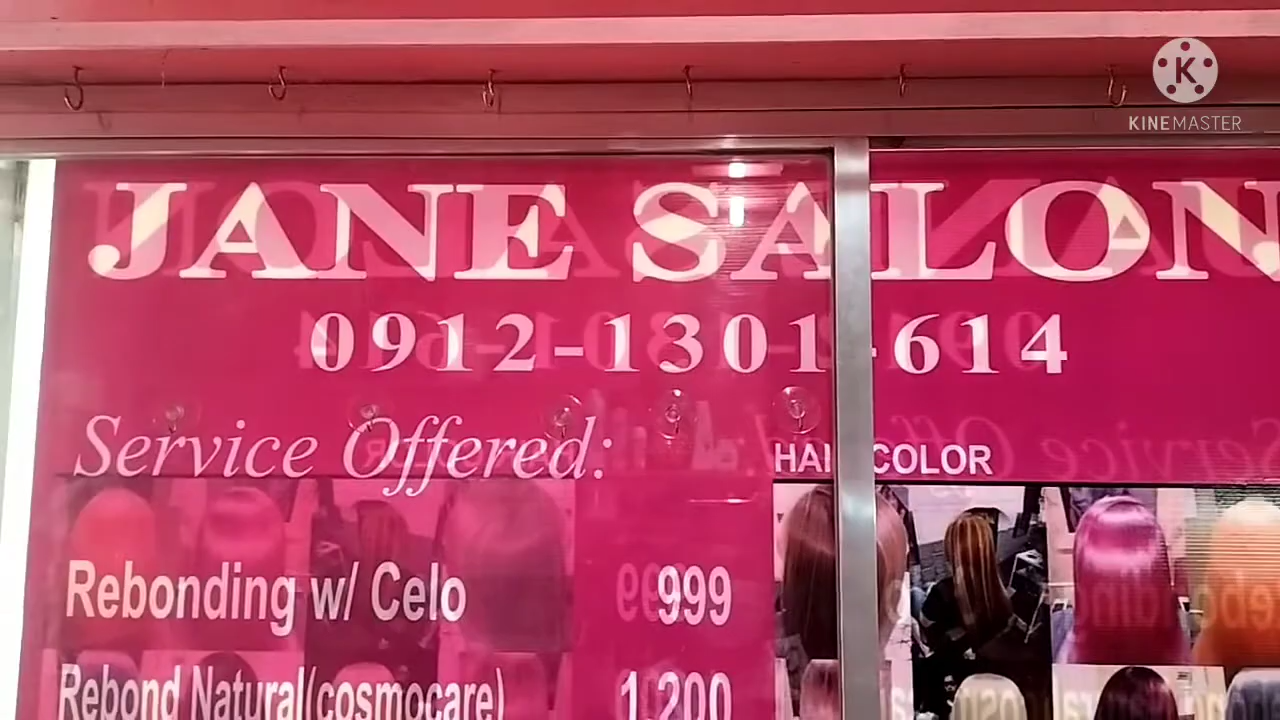 KINEMASTER
JANE SALON
0912-1301-614
Service Offered:
HAIR COLOR
Rebonding w/ Celo 999
Rebond Natural(cosmocare) 1,200